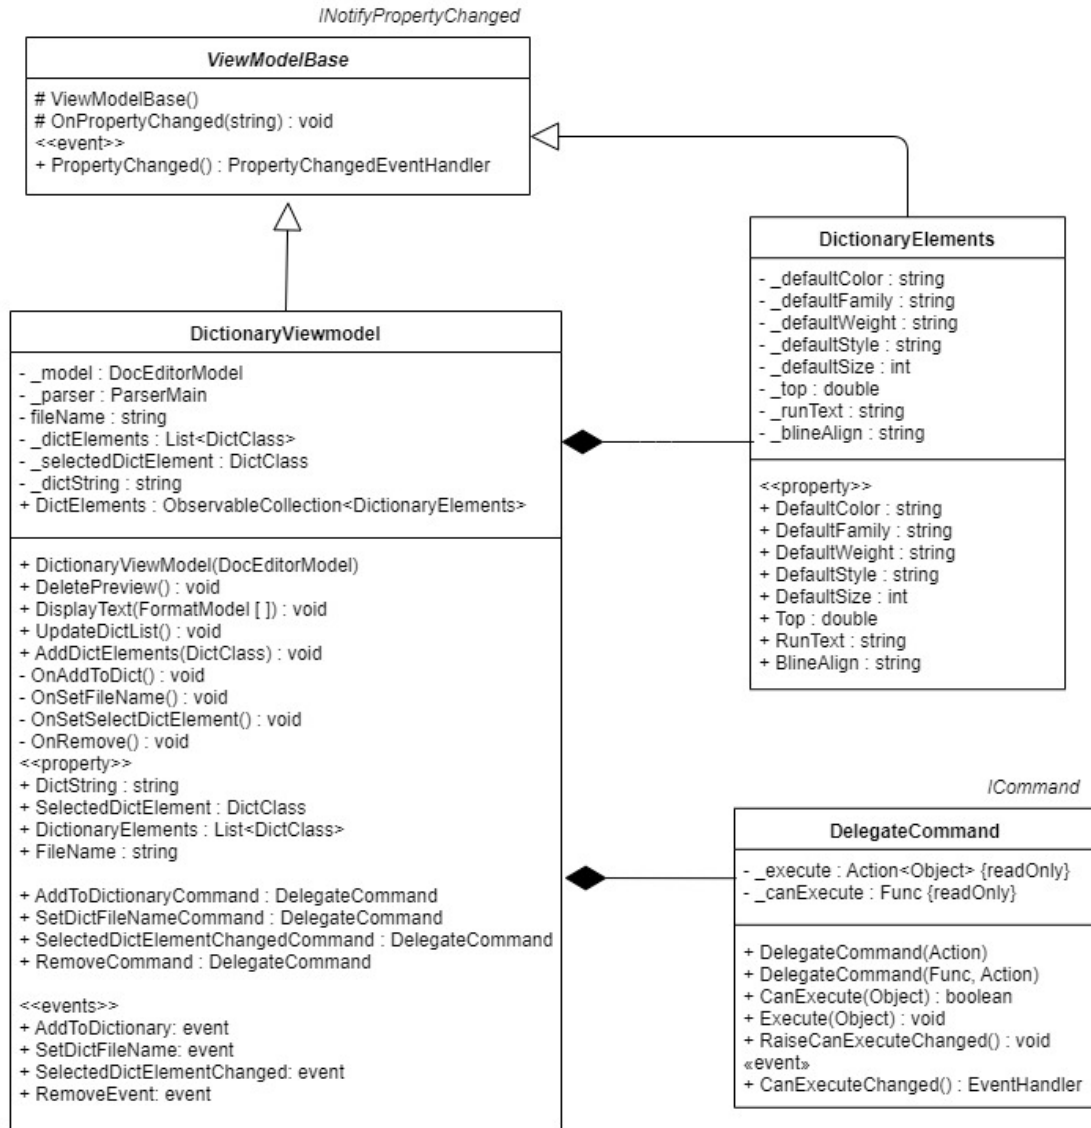 INotifyPropertyChanged
ViewModelBase
# ViewModelBase()
# OnPropertyChanged(string) : void
<<event>>
+ PropertyChanged() : PropertyChangedEventHandler
DictionaryElements
- _defaultColor : string
- _defaultFamily : string
- _defaultWeight : string
- _defaultStyle : string
- _defaultSize : int
- _top : double
- _runText : string
- _blineAlign : string
<<property>>
+ DefaultColor : string
+ DefaultFamily : string
+ DefaultWeight : string
+ DefaultStyle : string
+ DefaultSize : int
+ Top : double
+ RunText : string
+ BlineAlign : string
DictionaryViewmodel
- _model : DocEditorModel
- _parser : ParserMain
- fileName : string
- _dictElements : List<DictClass>
- _selectedDictElement : DictClass
- _dictString : string
+ DictElements : ObservableCollection<DictionaryElements>
+ DictionaryViewModel(DocEditorModel)
+ DeletePreview() : void
+ DisplayText(FormatModel [ ]) : void
+ UpdateDictList() : void
+ AddDictElements(DictClass) : void
- OnAddToDict() : void
- OnSetFileName() : void
- OnSetSelectDictElement() : void
- OnRemove() : void
<<property>>
+ DictString : string
+ SelectedDictElement : DictClass
+ DictionaryElements : List<DictClass>
+ FileName : string
+ AddToDictionaryCommand : DelegateCommand
+ SetDictFileNameCommand : DelegateCommand
+ SelectedDictElementChangedCommand : DelegateCommand
+ RemoveCommand : DelegateCommand
<<events>>
+ AddToDictionary: event
+ SetDictFileName: event
+ SelectedDictElementChanged: event
+ RemoveEvent: event
ICommand
DelegateCommand
- _execute : Action<Object> {readOnly}
- _canExecute : Func {readOnly}
+ DelegateCommand(Action)
+ DelegateCommand(Func, Action)
+ CanExecute(Object) : boolean
+ Execute(Object) : void
+ RaiseCanExecuteChanged() : void
«event»
+ CanExecuteChanged() : EventHandler